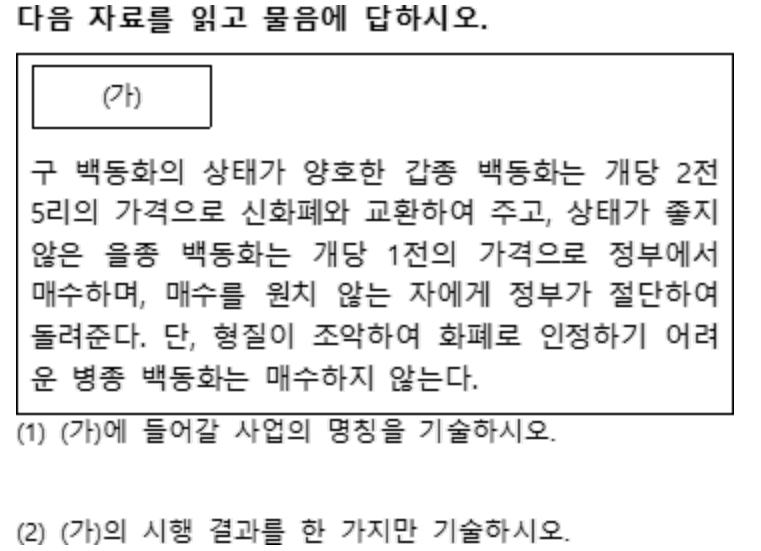 다음 자료를 읽고 물음에 답하시오.
(가)
구 백동화의 상태가 양호한 갑종 백동화는 개당 2전
5리의 가격으로 신화폐와 교환하여 주고, 상태가 좋지
않은 을종 백동화는 개당 1전의 가격으로 정부에서
매수하며, 매수를 원치 않는 자에게 정부가 절단하여
돌려준다. 단, 형질이 조악하여 화폐로 인정하기 어려
운 병종 백동화는 매수하지 않는다.
(1) (가)에 들어갈 사업의 명칭을 기술하시오.
(2) (가)의 시행 결과를 한 가지만 기술하시오.